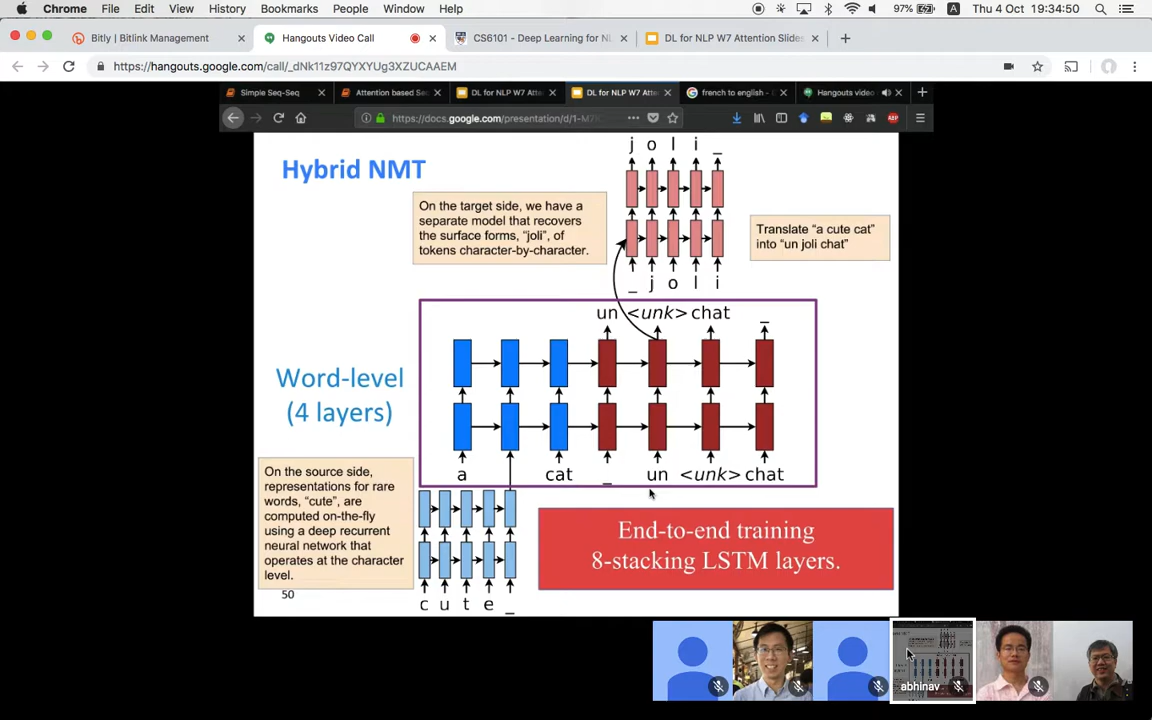 Chrome File Edit View History Bookmarks People Window Help 97% A Thu 4 Oct 19:34:50
Bitly | Bitlink Management Hangouts Video Call CS6101 - Deep Learning for NL DL for NLP W7 Attention Slides
https://hangouts.google.com/call/_dNk11z97QYXYUg3XZUCAAEM
Simple Seq-Seq Attention based Se DL for NLP W7 Atte DL for NLP W7 Atte french to english - Hangouts video
https://docs.google.com/presentation/d/1-M7 ABP
j o l i _
Hybrid NMT
On the target side, we have a
separate model that recovers
the surface forms, “joli”, of
tokens character-by-character.
Translate “a cute cat”
into “un joli chat”
_ j o l i
un <unk> chat _
Word-level
(4 layers)
a cat _ un <unk> chat
On the source side,
representations for rare
words, “cute”, are
computed on-the-fly
using a deep recurrent
neural network that
operates at the character
level.
End-to-end training
8-stacking LSTM layers.
50
c u t e _
abhinav